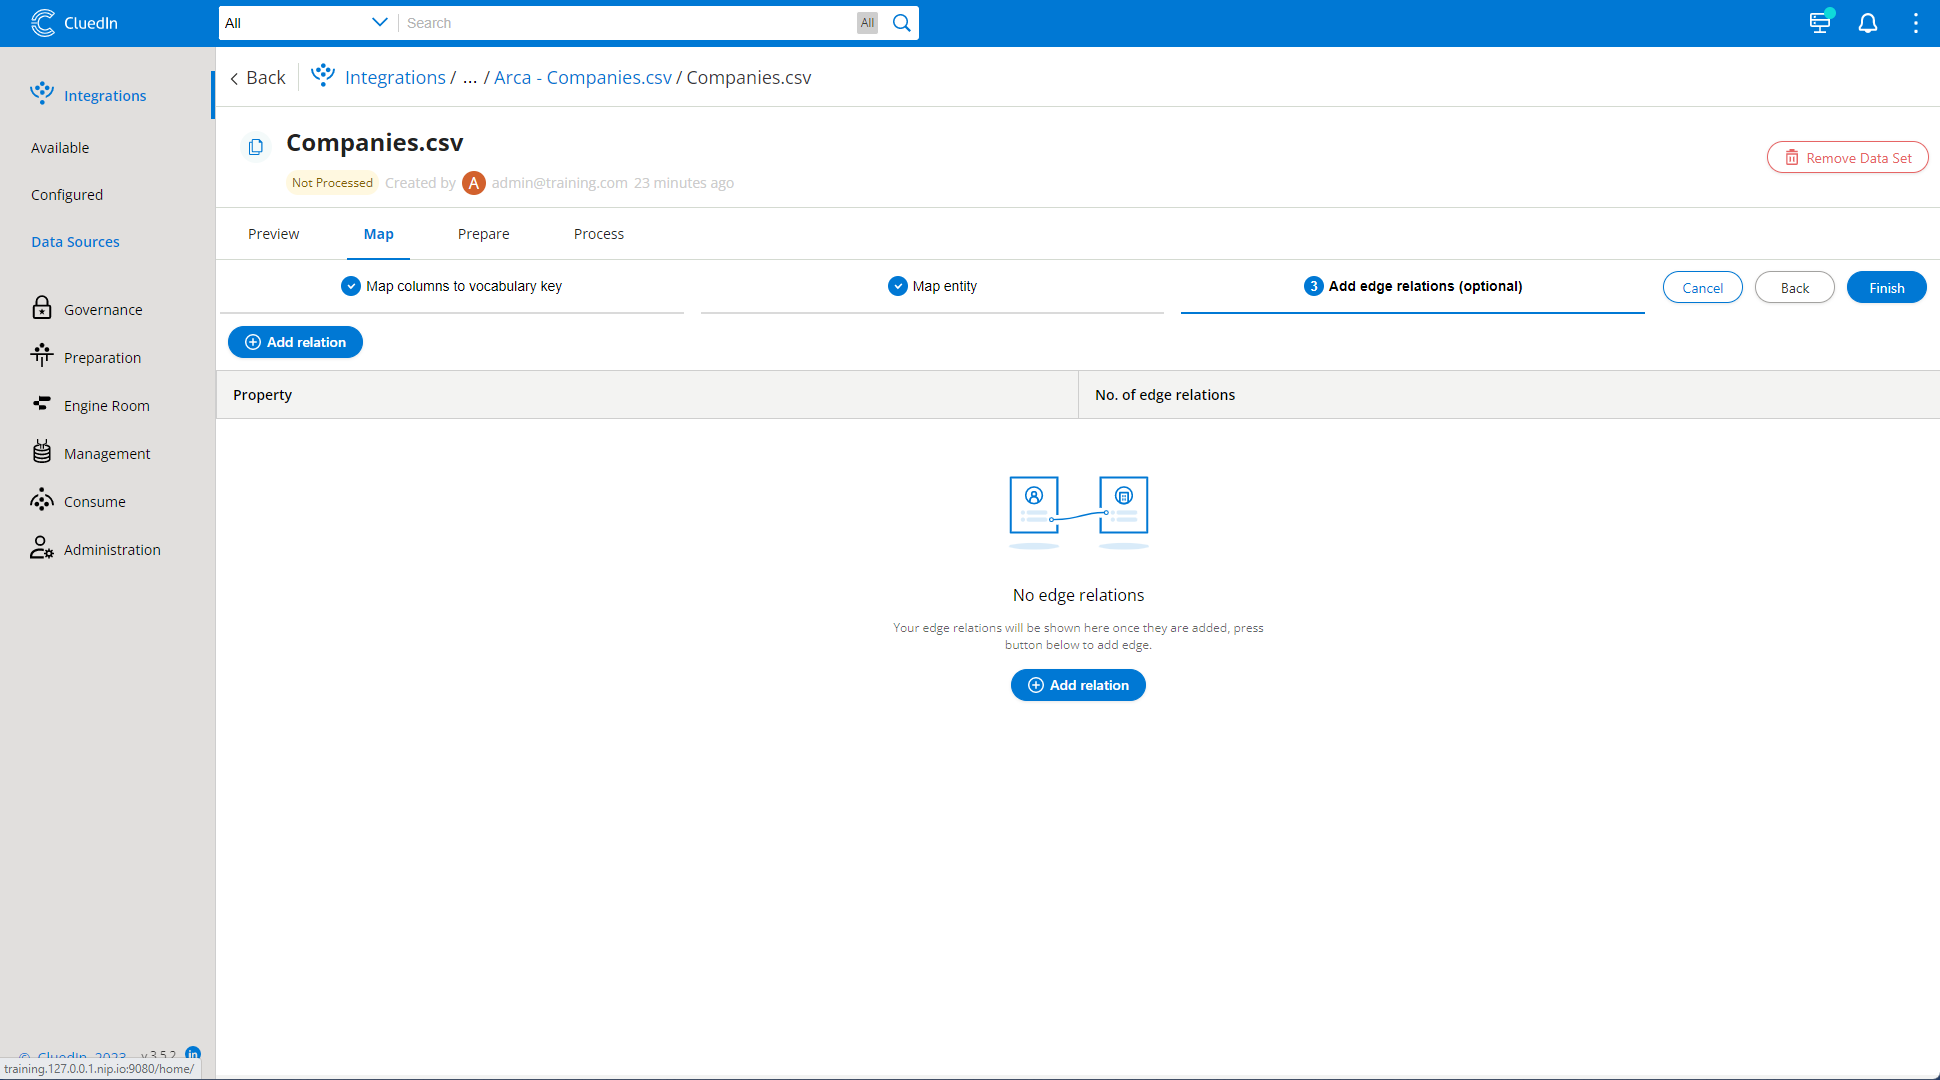 CluedIn
All
Search
All
Integrations
Available
Configured
Data Sources
Governance
Preparation
Engine Room
Management
Consume
Administration
Back
Integrations / ... / Arca - Companies.csv / Companies.csv
Companies.csv
Not Processed Created by A admin@training.com 23 minutes ago
Remove Data Set
Preview Map Prepare Process
Map columns to vocabulary key
Map entity
3 Add edge relations (optional)
Cancel
Back
Finish
Add relation
Property
No. of edge relations
No edge relations
Your edge relations will be shown here once they are added, press
button below to add edge.
Add relation
© CluedIn 2023 v 3.5.2 in
training.127.0.0.1.nip.io:9080/home/